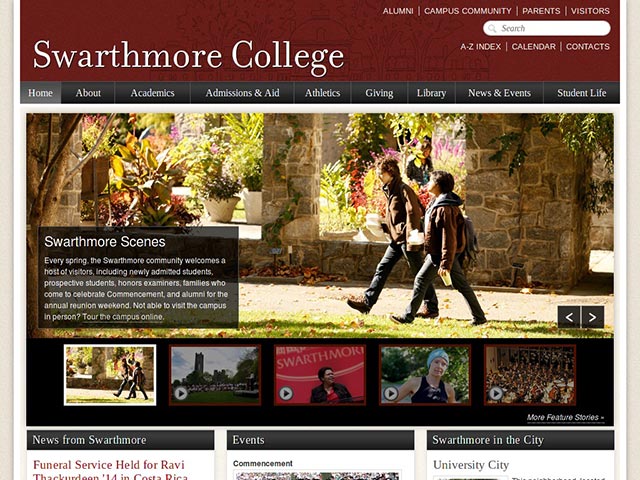 ALUMNI | CAMPUS COMMUNITY | PARENTS | VISITORS
Search
Swarthmore College
A-Z INDEX | CALENDAR | CONTACTS
Home About Academics Admissions & Aid Athletics Giving Library News & Events Student Life
Swarthmore Scenes
Every spring, the Swarthmore community welcomes a
host of visitors, including newly admitted students,
prospective students, honors examiners, families who
come to celebrate Commencement, and alumni for the
annual reunion weekend. Not able to visit the campus
in person? Tour the campus online.
< >
SWARTHMORE
More Feature Stories »
News from Swarthmore Events Swarthmore in the City
Funeral Service Held for Ravi Commencement University City
Thackurdeen '14 in Costa Rica